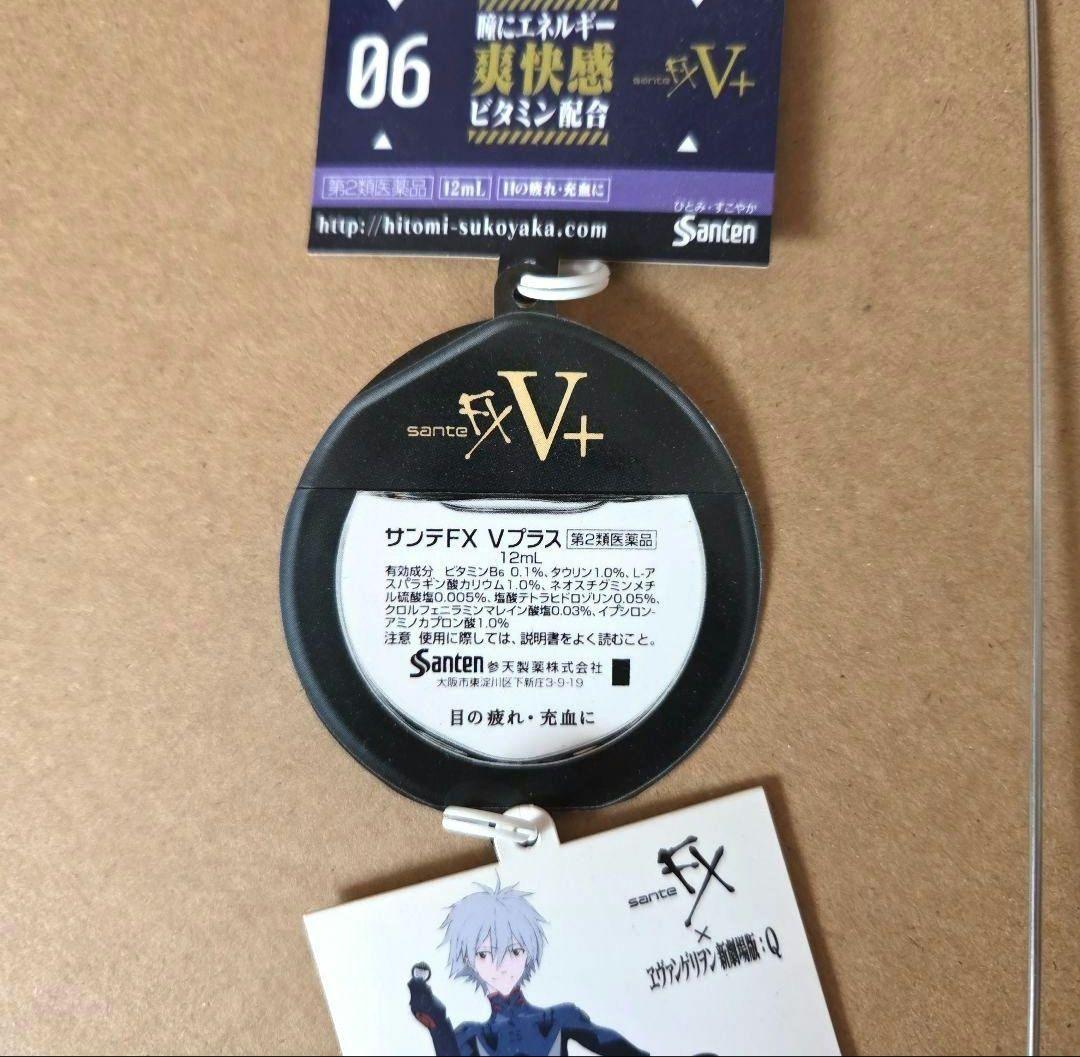 06
瞳にエネルギー
爽快感
ビタミン配合
sante FX V+
第2類医薬品 12mL 目の疲れ・充血に
http://hitomi-sukoyaka.com
ひとみ・すこやか
Santen
sante FX V+
サンテFX Vプラス 第2類医薬品
12mL
有効成分 ビタミンB6 0.1%、タウリン1.0%、L-ア
スパラギン酸カリウム1.0%、ネオスチグミンメチ
ル硫酸塩0.005%、塩酸テトラヒドロゾリン0.05%、
クロルフェニラミンマレイン酸塩0.03%、イプシロン-
アミノカプロン酸1.0%
注意 使用に際しては、説明書をよく読むこと。
Santen 参天製薬株式会社
大阪市東淀川区下新庄3-9-19
目の疲れ・充血に
sante FX
×
ヱヴァンゲリヲン新劇場版:Q